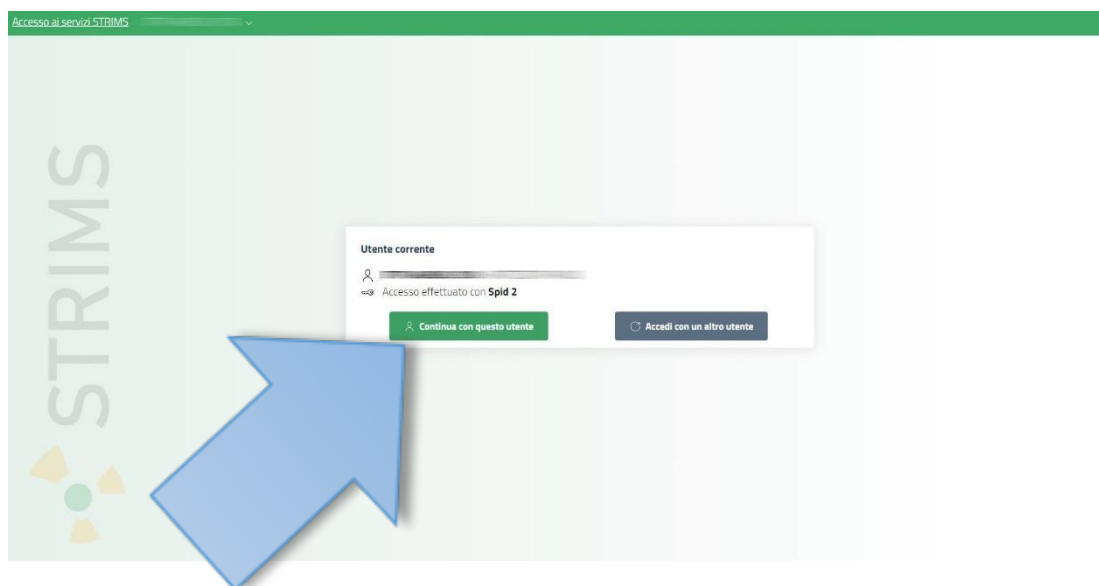 Accesso ai servizi STRIMS
STRIMS
Utente corrente
Accesso effettuato con Spid 2
Continua con questo utente
Accedi con un altro utente